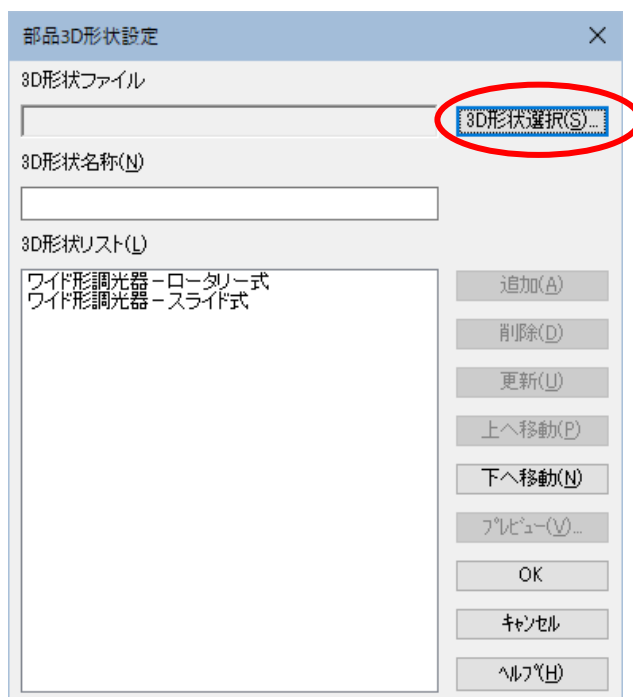 部品3D形状設定
3D形状ファイル
3D形状選択(S)...
3D形状名称(N)
3D形状リスト(L)
ワイド形調光器－ロータリー式
ワイド形調光器－スライド式
追加(A)
削除(D)
更新(U)
上へ移動(P)
下へ移動(N)
ﾌﾟﾚﾋﾞｭｰ(V)...
OK
ｷｬﾝｾﾙ
ﾍﾙﾌﾟ(H)